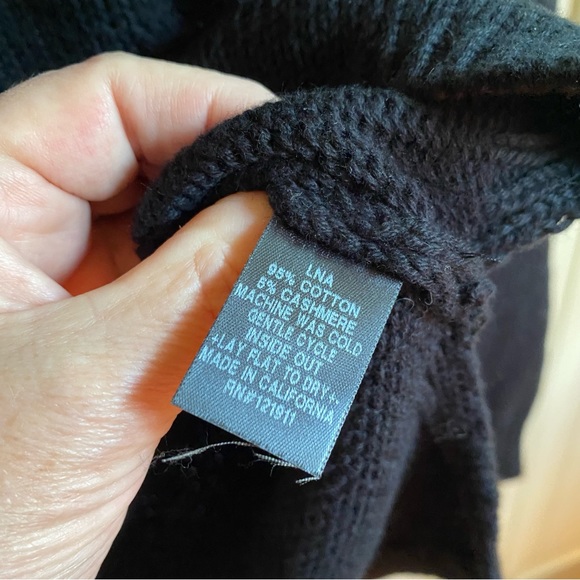 LNA
95% COTTON
5% CASHMERE
MACHINE WAS COLD
GENTLE CYCLE
INSIDE OUT
+LAY FLAT TO DRY+
MADE IN CALIFORNIA
RN#121911